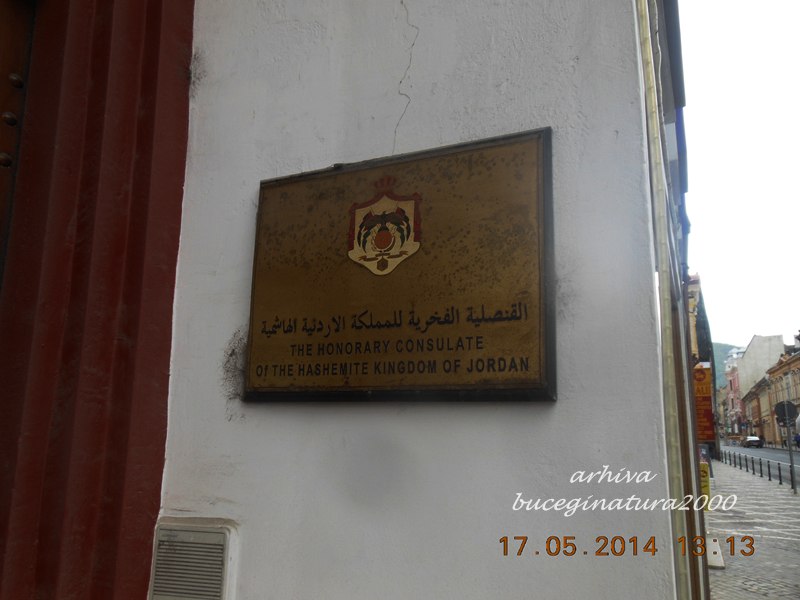 القنصلية الفخرية للمملكة الاردنية الهاشمية
THE HONORARY CONSULATE
OF THE HASHEMITE KINGDOM OF JORDAN
arhiva
buceginatura2000
17.05.2014 13:13